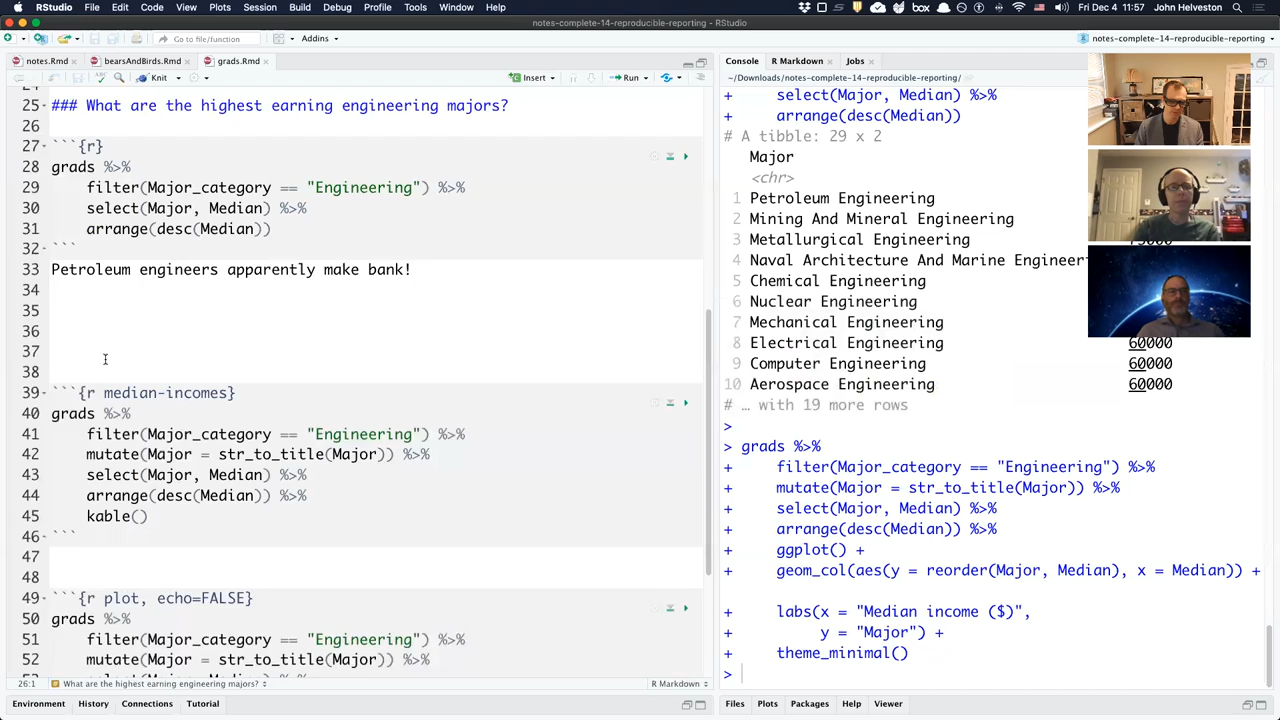 RStudio File Edit Code View Plots Session Build Debug Profile Tools Window Help
box
US
Fri Dec 4 11:57 John Helveston
notes-complete-14-reproducible-reporting - RStudio
Go to file/function
Addins
notes-complete-14-reproducible-reporting
notes.Rmd
bearsAndBirds.Rmd
grads.Rmd
Knit
Insert
Run
24
25 ### What are the highest earning engineering majors?
26
27 ```{r}
28 grads %>%
29 filter(Major_category == "Engineering") %>%
30 select(Major, Median) %>%
31 arrange(desc(Median))
32 ```
33 Petroleum engineers apparently make bank!
34
35
36
37
38
39 ```{r median-incomes}
40 grads %>%
41 filter(Major_category == "Engineering") %>%
42 mutate(Major = str_to_title(Major)) %>%
43 select(Major, Median) %>%
44 arrange(desc(Median)) %>%
45 kable()
46 ```
47
48
49 ```{r plot, echo=FALSE}
50 grads %>%
51 filter(Major_category == "Engineering") %>%
52 mutate(Major = str_to_title(Major)) %>%
26:1 What are the highest earning engineering majors?
R Markdown
Environment History Connections Tutorial
Console R Markdown Jobs
~/Downloads/notes-complete-14-reproducible-reporting/
+ select(Major, Median) %>%
+ arrange(desc(Median))
# A tibble: 29 x 2
Major
<chr>
1 Petroleum Engineering
2 Mining And Mineral Engineering
3 Metallurgical Engineering
4 Naval Architecture And Marine Engineer
5 Chemical Engineering
6 Nuclear Engineering
7 Mechanical Engineering
8 Electrical Engineering 60000
9 Computer Engineering 60000
10 Aerospace Engineering 60000
# … with 19 more rows
>
> grads %>%
+ filter(Major_category == "Engineering") %>%
+ mutate(Major = str_to_title(Major)) %>%
+ select(Major, Median) %>%
+ arrange(desc(Median)) %>%
+ ggplot() +
+ geom_col(aes(y = reorder(Major, Median), x = Median)) +
+ labs(x = "Median income ($)",
+ y = "Major") +
+ theme_minimal()
>
Files Plots Packages Help Viewer